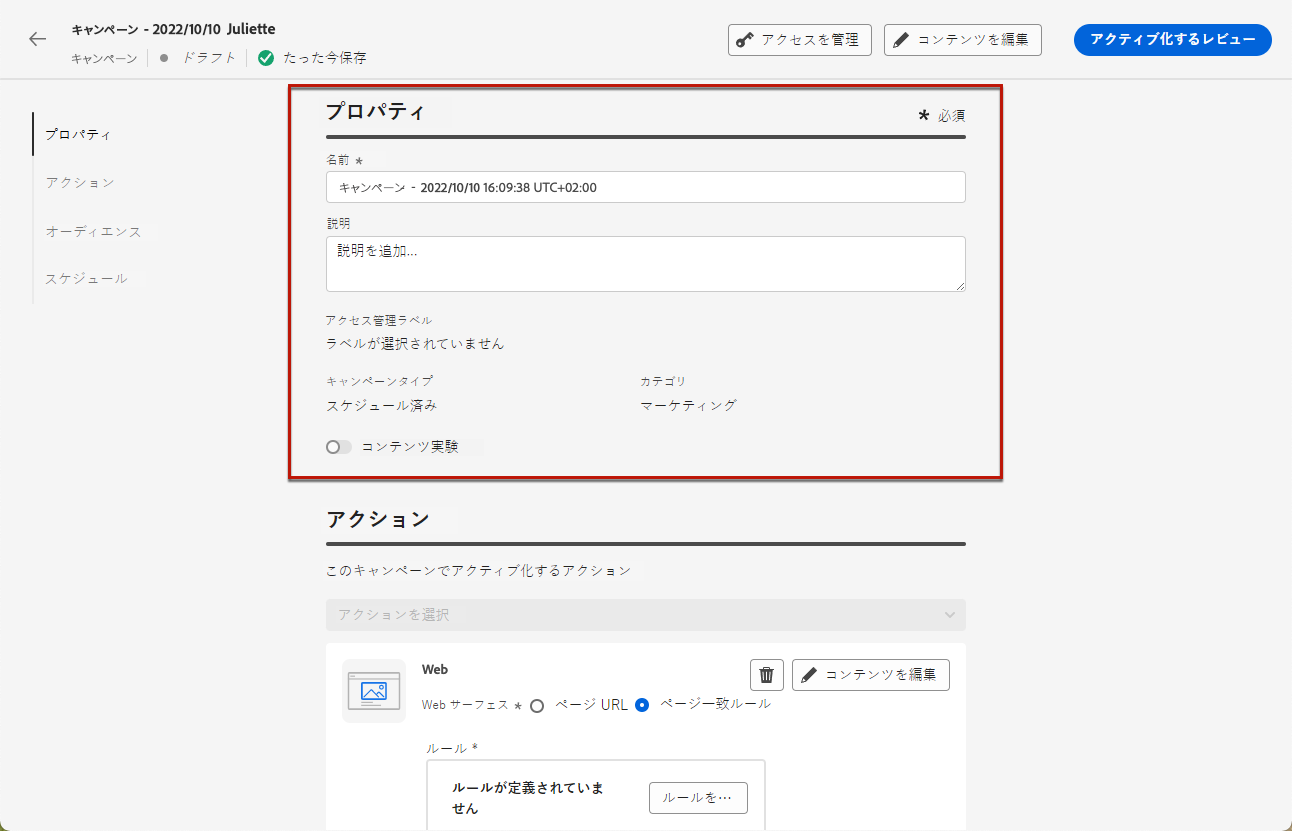 キャンペーン - 2022/10/10 Juliette
キャンペーン ドラフト たった今保存
アクセスを管理
コンテンツを編集
アクティブ化するレビュー
プロパティ
アクション
オーディエンス
スケジュール
プロパティ
* 必須
名前 *
キャンペーン - 2022/10/10 16:09:38 UTC+02:00
説明
説明を追加...
アクセス管理ラベル
ラベルが選択されていません
キャンペーンタイプ
スケジュール済み
カテゴリ
マーケティング
コンテンツ実験
アクション
このキャンペーンでアクティブ化するアクション
アクションを選択
Web
コンテンツを編集
Web サーフェス * ページ URL ページ一致ルール
ルール *
ルールが定義されていま
せん
ルールを…